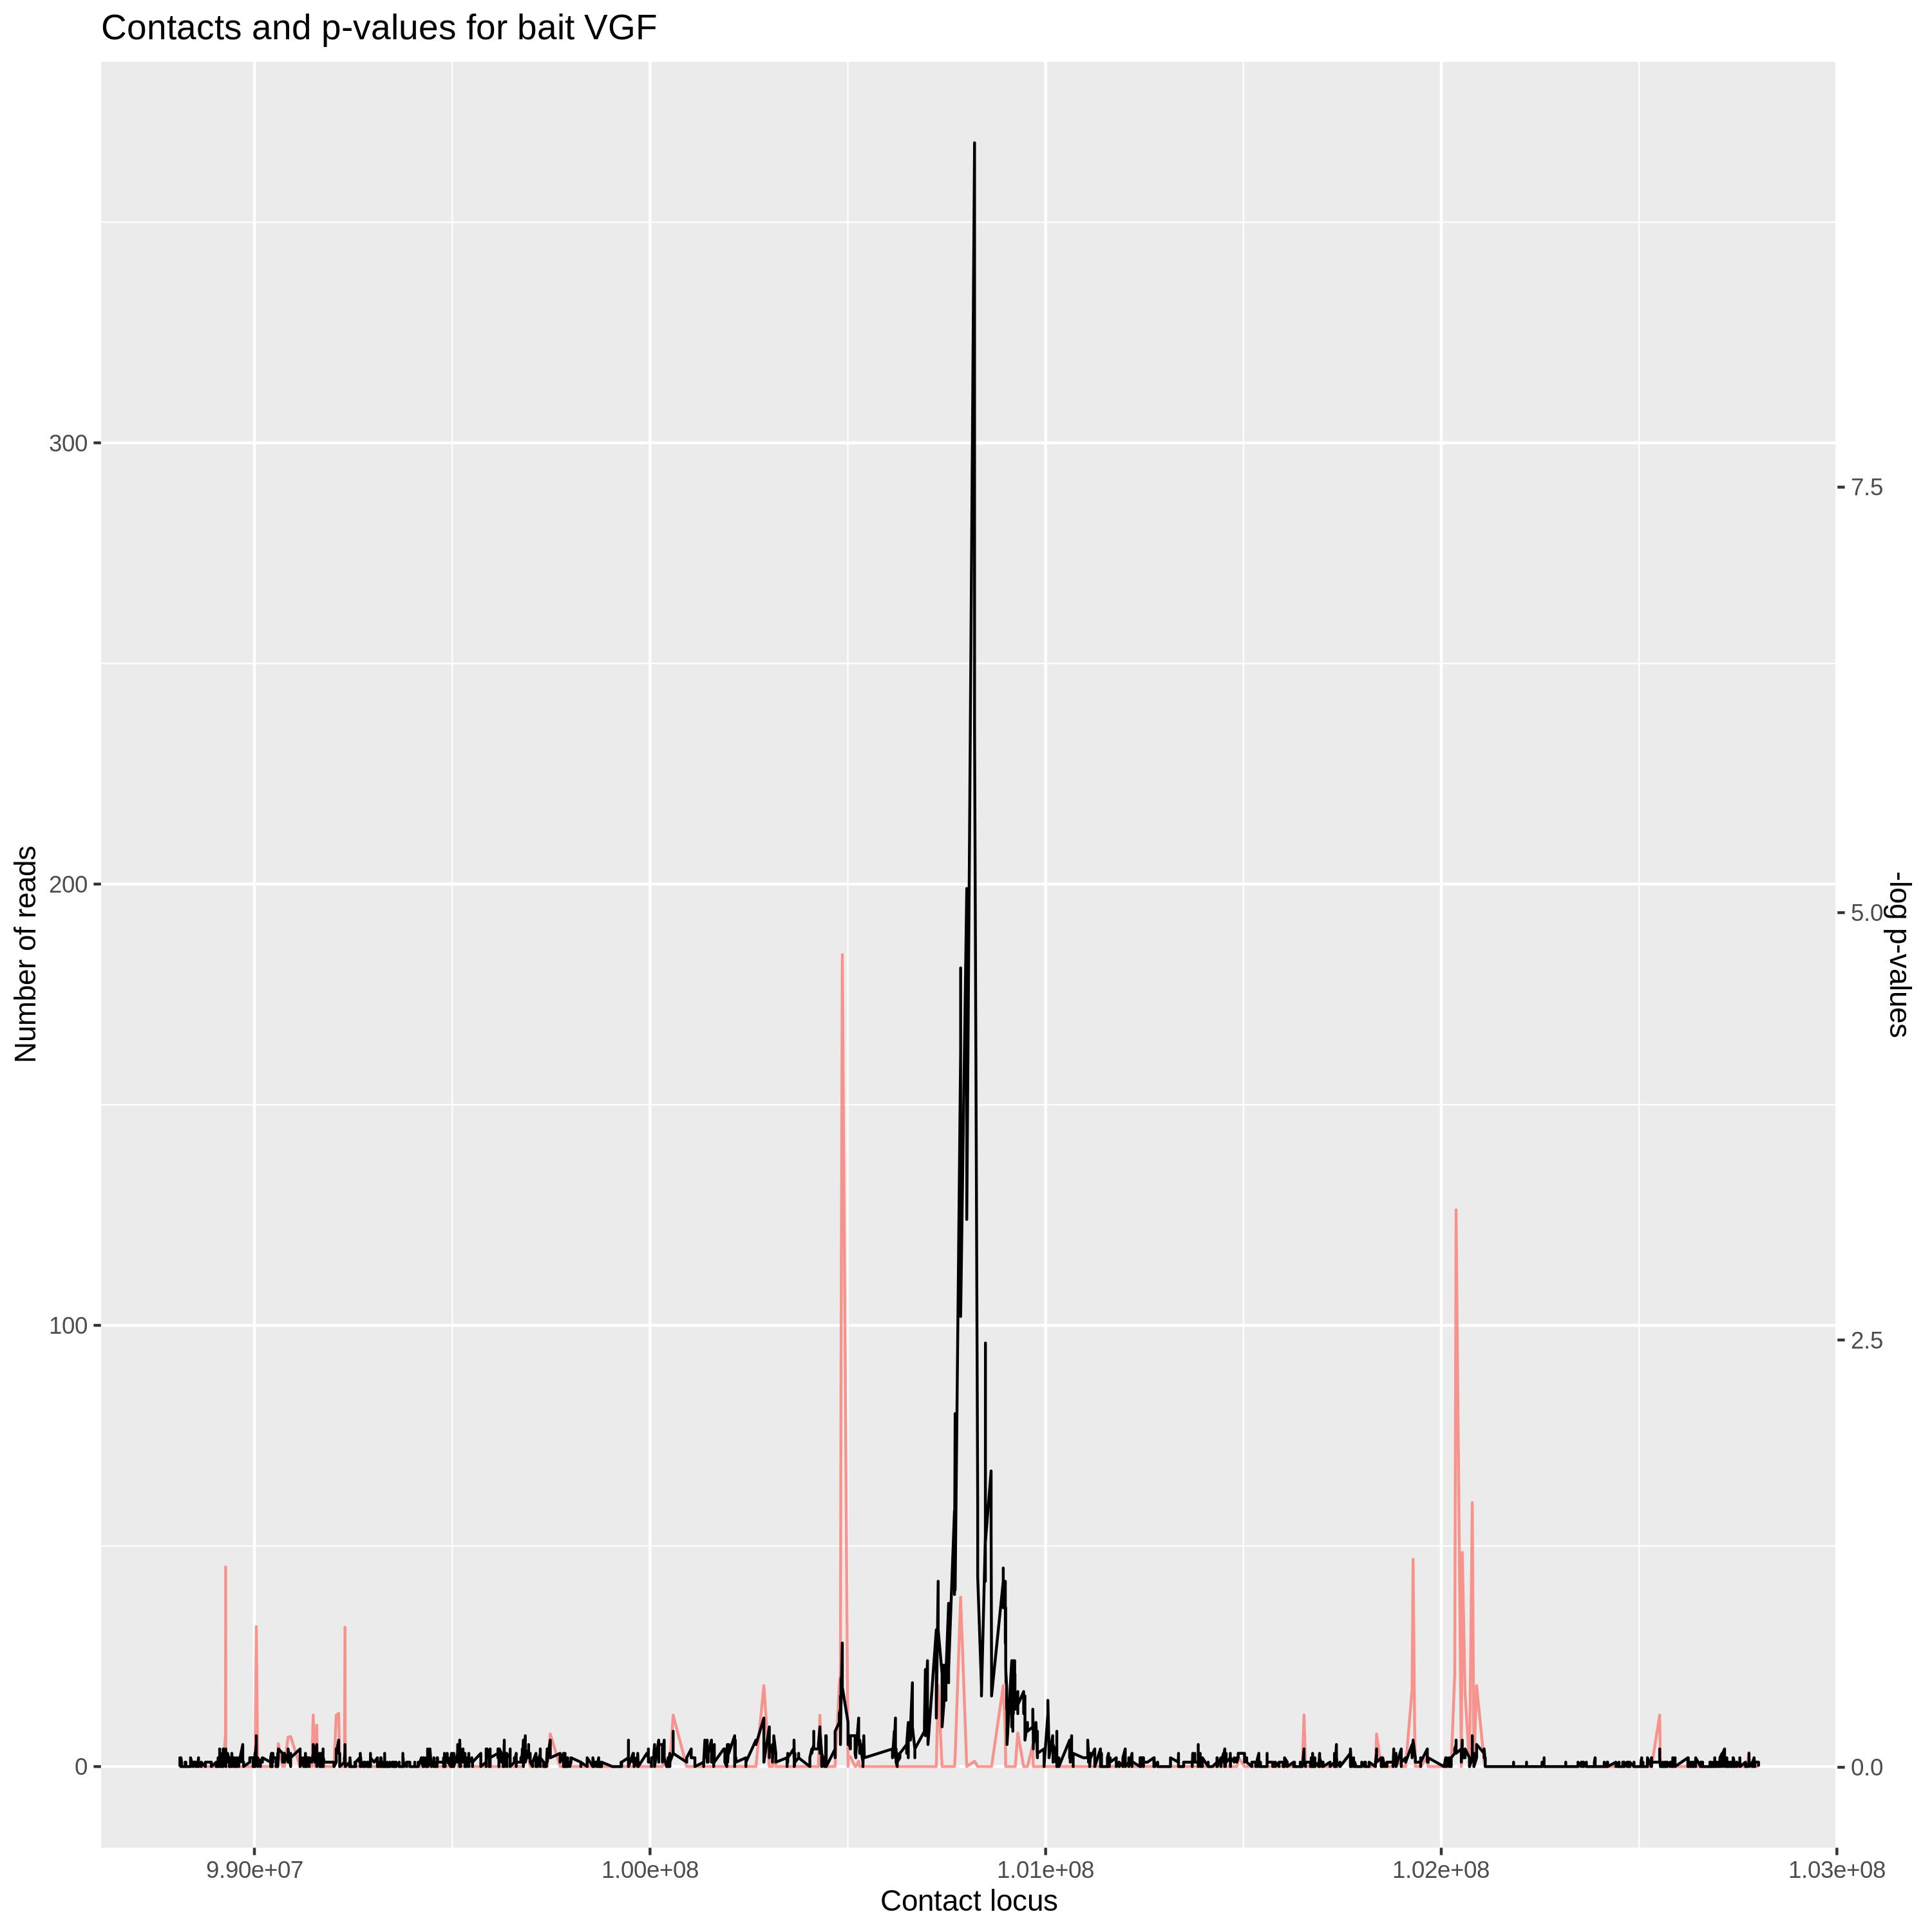 Contacts and p-values for bait VGF
Number of reads
300
200
100
0
7.5
5.0
2.5
0.0
-log p-values
9.90e+07
1.00e+08
1.01e+08
1.02e+08
1.03e+08
Contact locus